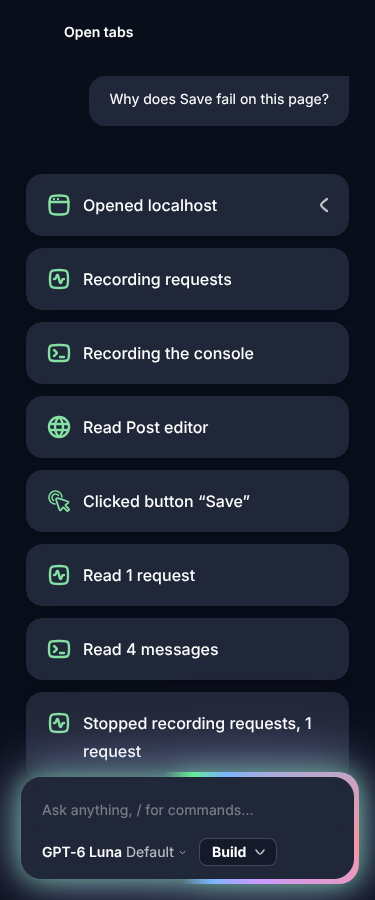 Open tabs
Why does Save fail on this page?
Opened localhost
Recording requests
Recording the console
Read Post editor
Clicked button “Save”
Read 1 request
Read 4 messages
Stopped recording requests, 1
request
Ask anything, / for commands...
GPT-6 Luna Default
Build